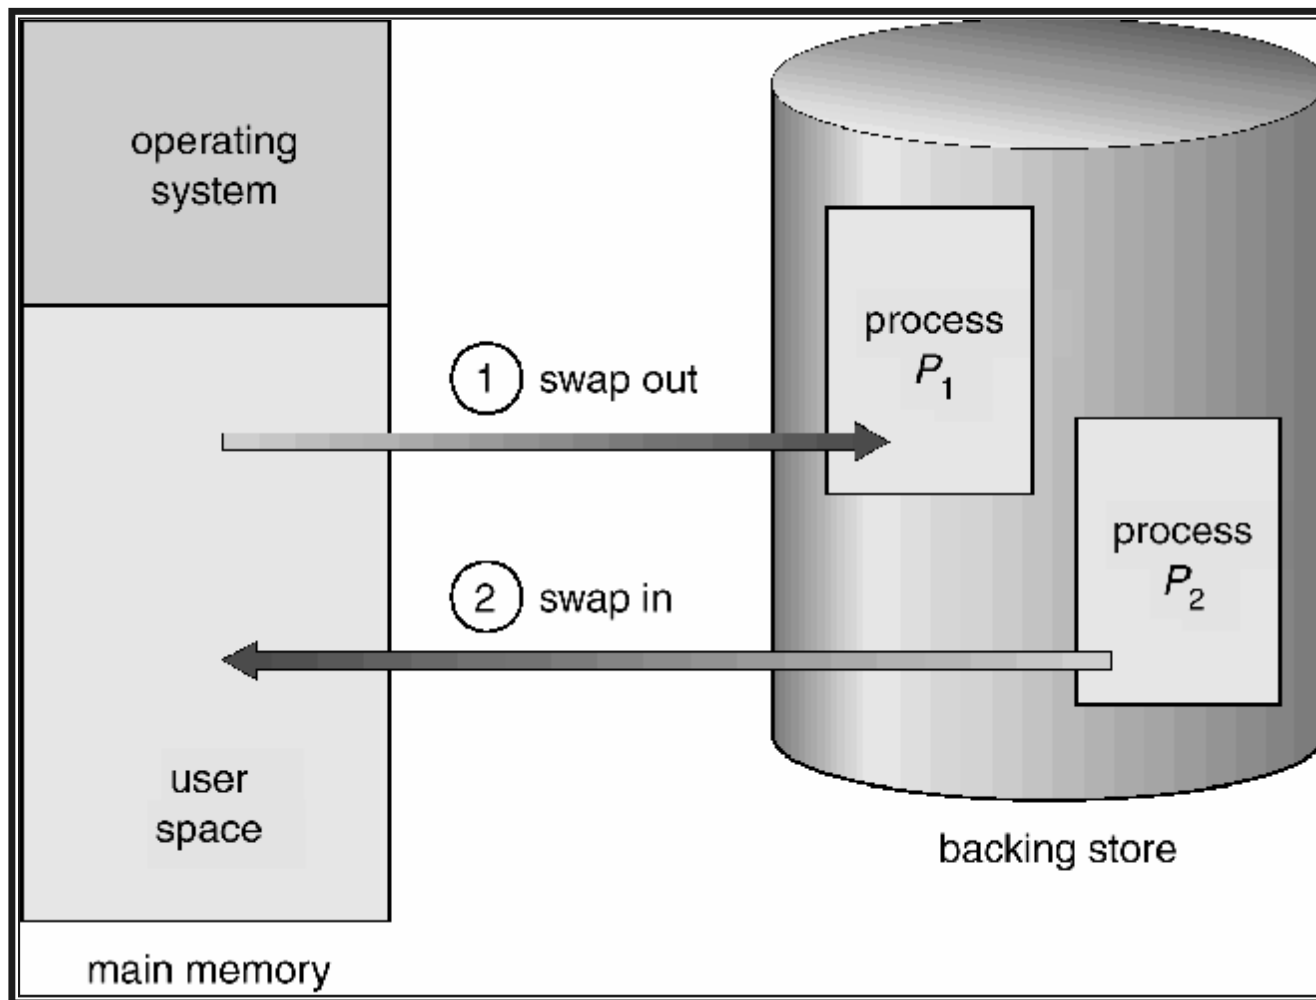 operating
system
process
P1
1 swap out
process
P2
2 swap in
user
space
backing store
main memory